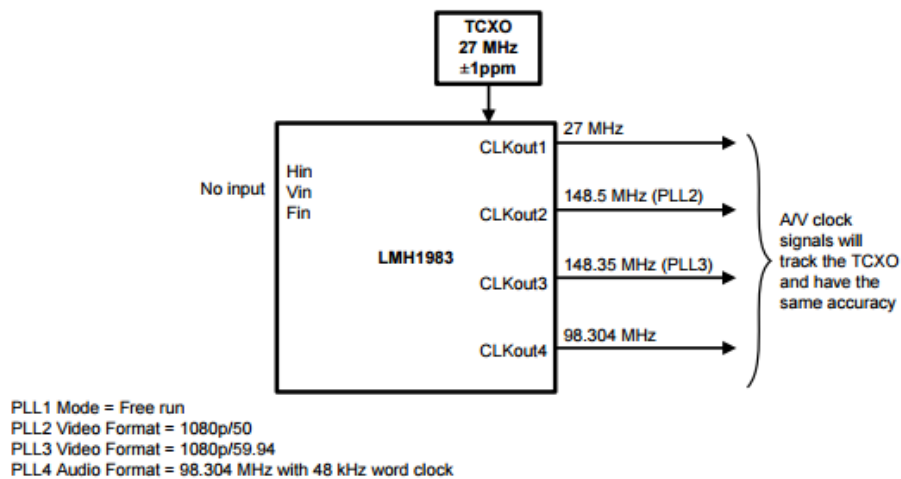 TCXO
27 MHz
±1ppm
27 MHz
CLKout1
Hin
No input
Vin
Fin
148.5 MHz (PLL2)
CLKout2
LMH1983
148.35 MHz (PLL3)
CLKout3
98.304 MHz
CLKout4
A/V clock
signals will
track the TCXO
and have the
same accuracy
PLL1 Mode = Free run
PLL2 Video Format = 1080p/50
PLL3 Video Format = 1080p/59.94
PLL4 Audio Format = 98.304 MHz with 48 kHz word clock